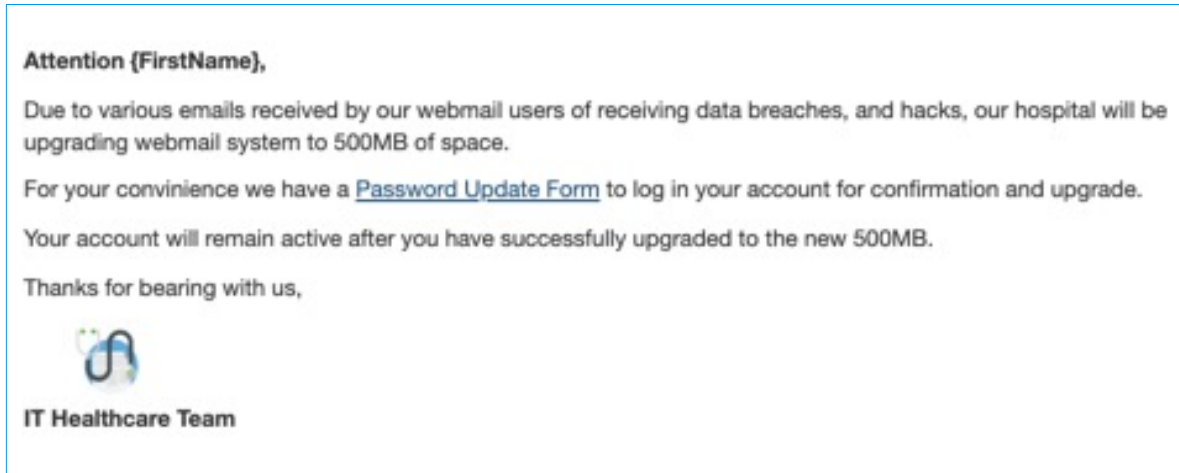 Attention {FirstName},
Due to various emails received by our webmail users of receiving data breaches, and hacks, our hospital will be
upgrading webmail system to 500MB of space.
For your convinience we have a Password Update Form to log in your account for confirmation and upgrade.
Your account will remain active after you have successfully upgraded to the new 500MB.
Thanks for bearing with us,
IT Healthcare Team